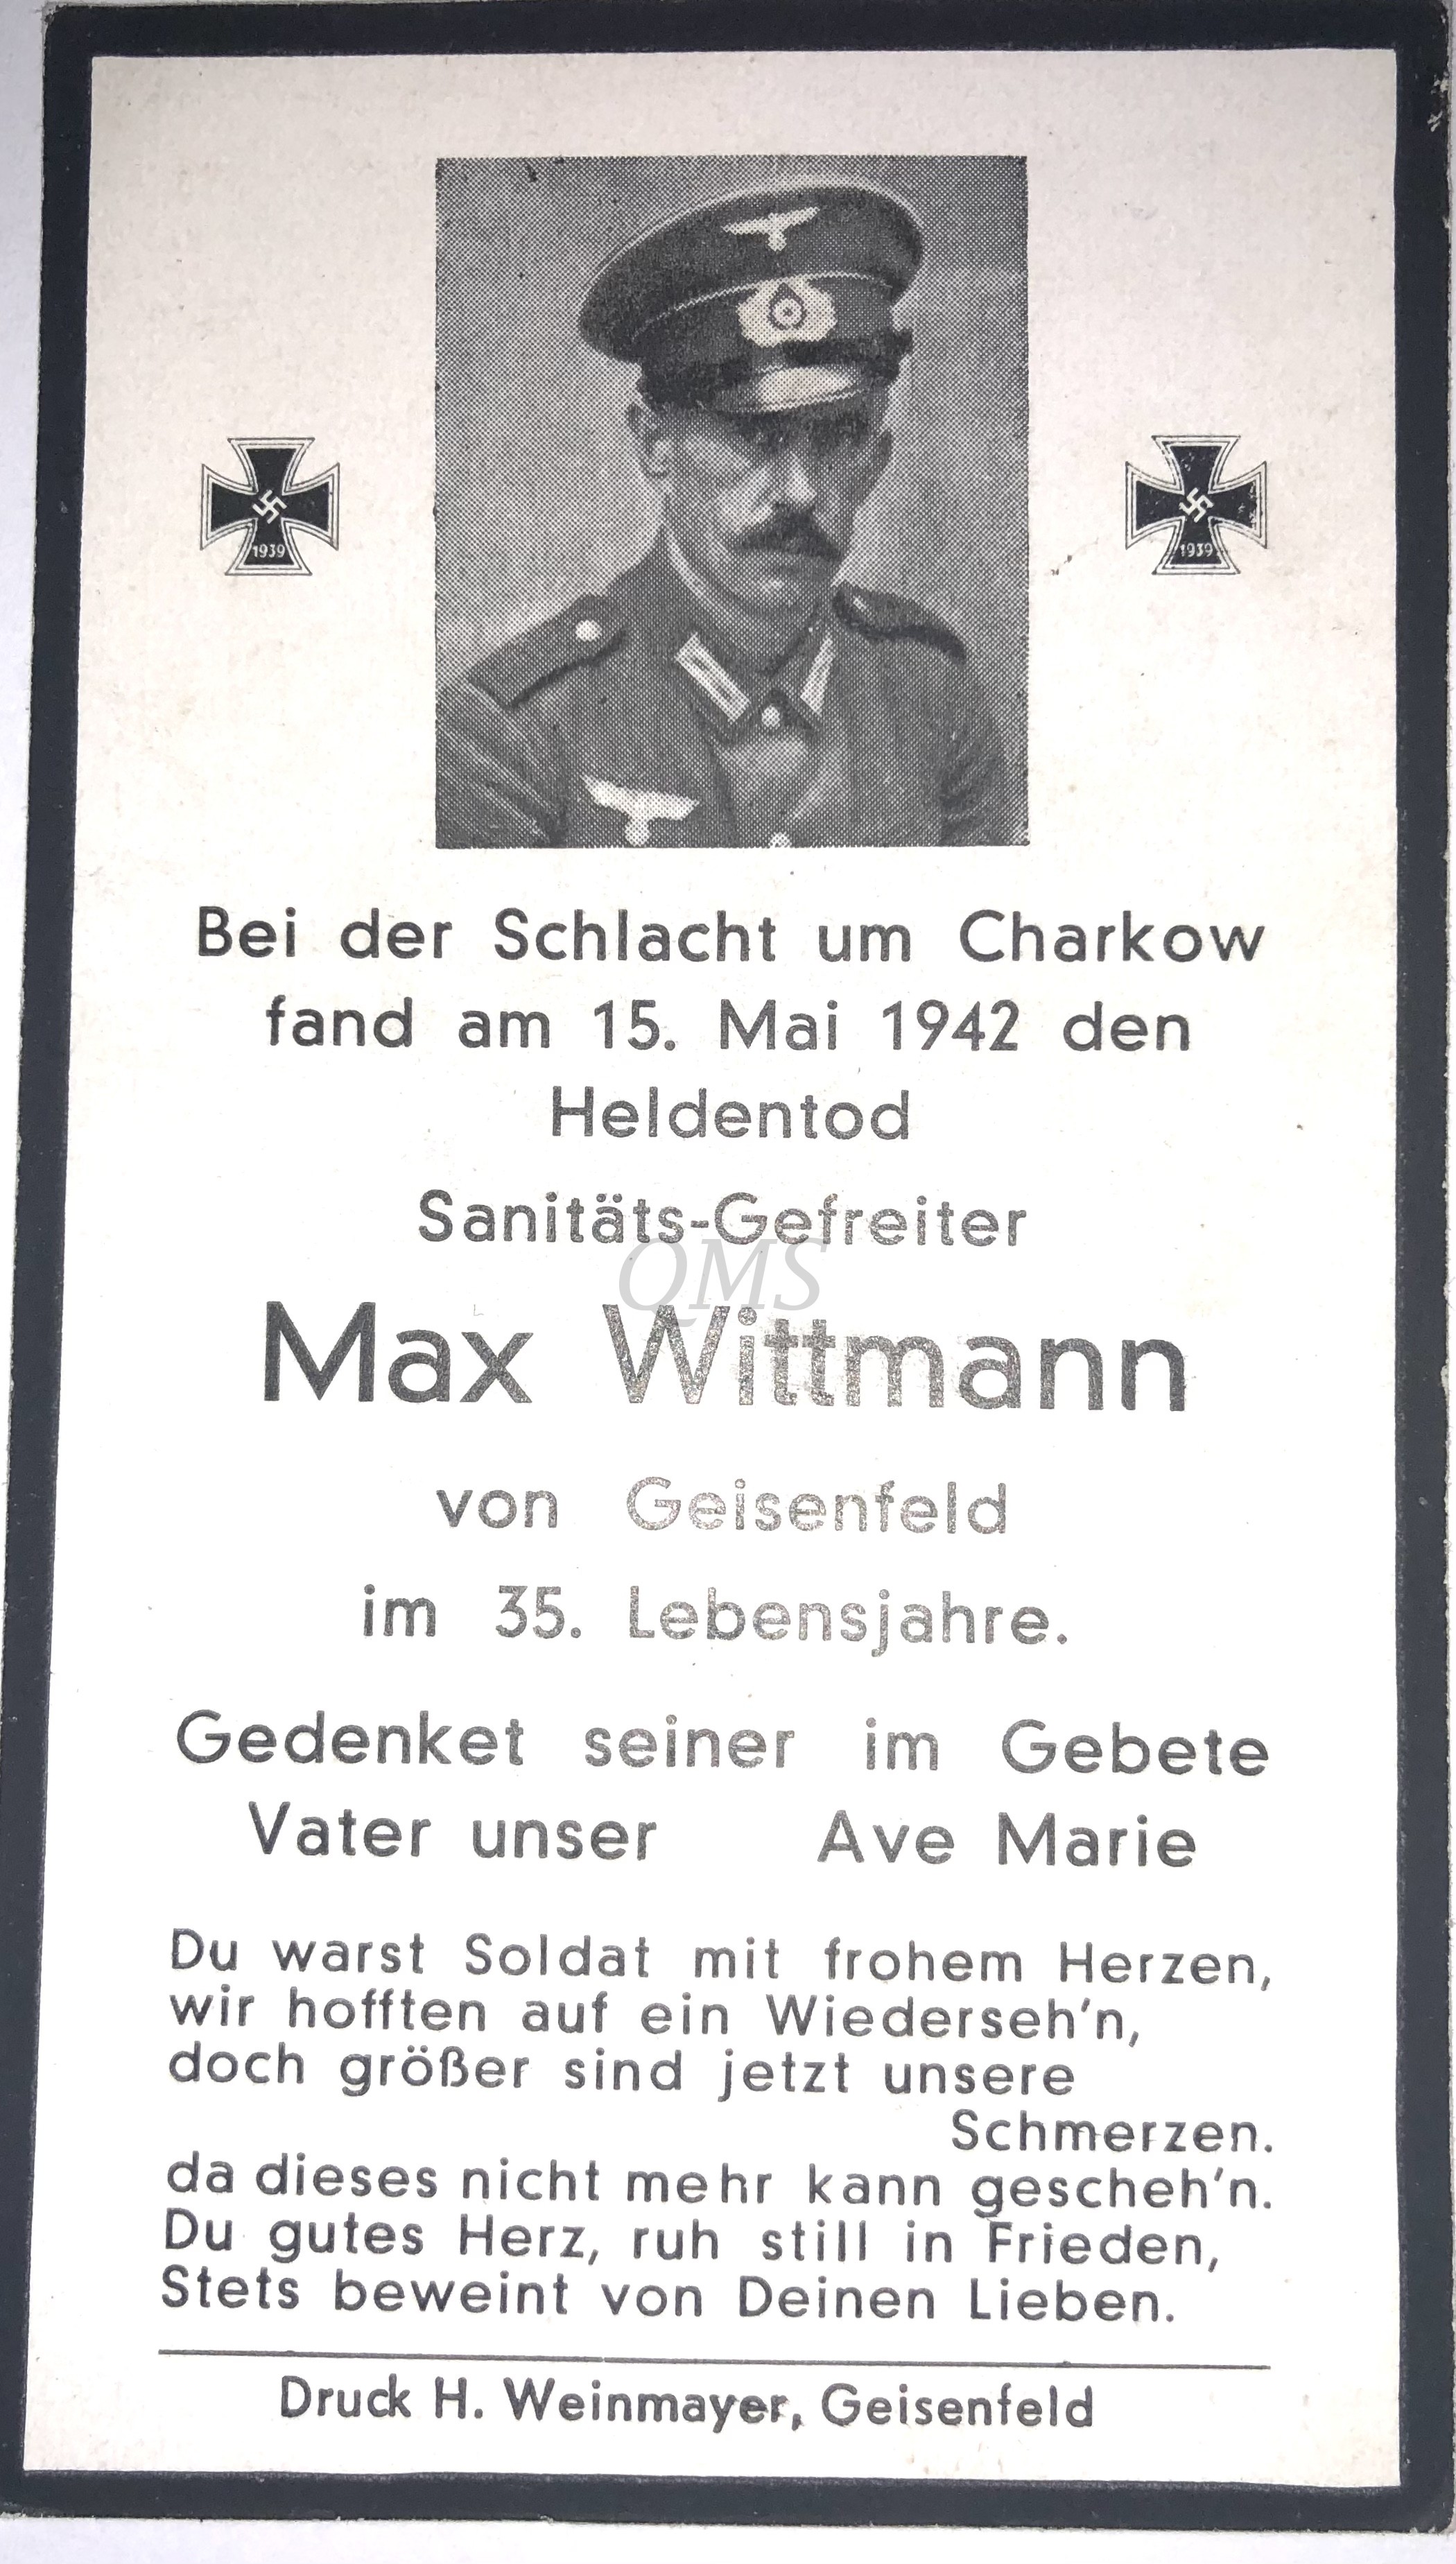 1939
1939
Bei der Schlacht um Charkow
fand am 15. Mai 1942 den
Heldentod
Sanitäts-Gefreiter
QMS
Max Wittmann
von Geisenfeld
im 35. Lebensjahre.
Gedenket seiner im Gebete
Vater unser Ave Marie
Du warst Soldat mit frohem Herzen,
wir hofften auf ein Wiederseh'n,
doch größer sind jetzt unsere
Schmerzen.
da dieses nicht mehr kann gescheh'n.
Du gutes Herz, ruh still in Frieden,
Stets beweint von Deinen Lieben.
Druck H. Weinmayer, Geisenfeld